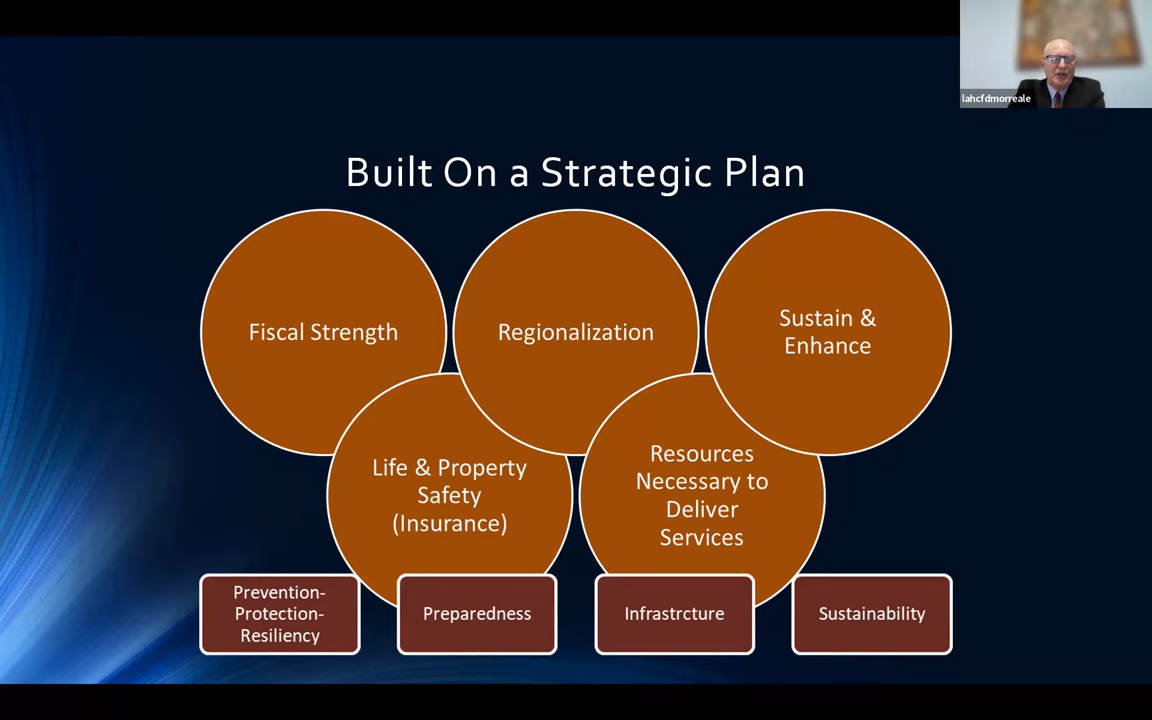 lahcfdmorreale
Built On a Strategic Plan
Fiscal Strength
Regionalization
Sustain &
Enhance
Life & Property
Safety
(Insurance)
Resources
Necessary to
Deliver
Services
Prevention-
Protection-
Resiliency
Preparedness
Infrastrcture
Sustainability